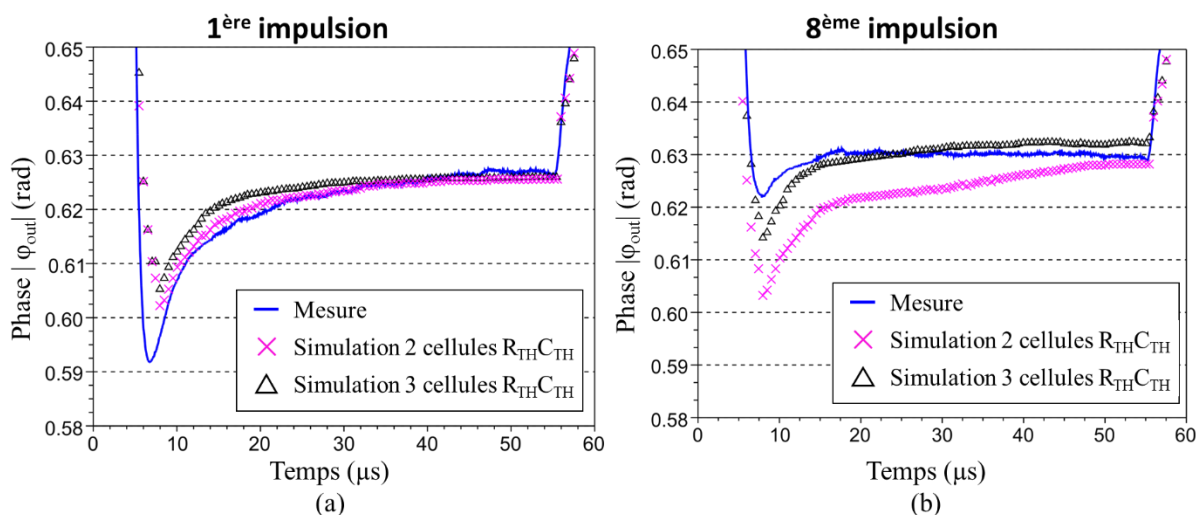 1ère impulsion
0.65
0.64
0.63
0.62
0.61
0.60
0.59
0.58
Phase | φout| (rad)
Mesure
Simulation 2 cellules RTHCTH
Simulation 3 cellules RTHCTH
0 10 20 30 40 50 60
Temps (µs)
(a)
8ème impulsion
0.65
0.64
0.63
0.62
0.61
0.60
0.59
0.58
Phase | φout| (rad)
Mesure
Simulation 2 cellules RTHCTH
Simulation 3 cellules RTHCTH
0 10 20 30 40 50 60
Temps (µs)
(b)